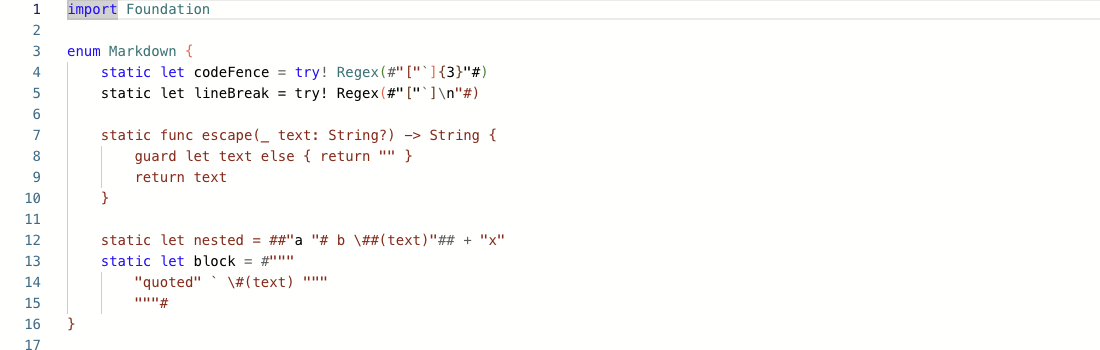 1 import Foundation
2
3 enum Markdown {
4     static let codeFence = try! Regex(#"["`]{3}"#)
5     static let lineBreak = try! Regex(#"["`]\n"#)
6
7     static func escape(_ text: String?) -> String {
8         guard let text else { return "" }
9         return text
10     }
11
12     static let nested = ##"a "# b \##(text)"## + "x"
13     static let block = #"""
14         "quoted" ` \#(text) """
15         """#
16 }
17